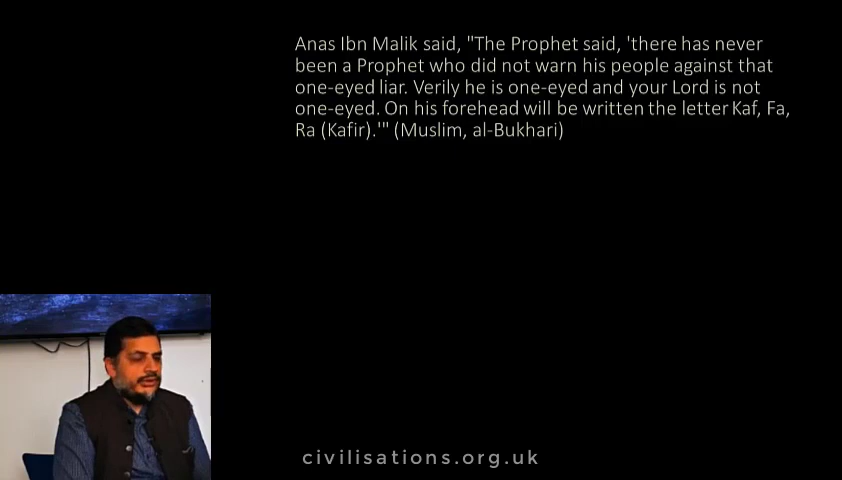 Anas Ibn Malik said, "The Prophet said, 'there has never
been a Prophet who did not warn his people against that
one-eyed liar. Verily he is one-eyed and your Lord is not
one-eyed. On his forehead will be written the letter Kaf, Fa,
Ra (Kafir).'" (Muslim, al-Bukhari)
civilisations.org.uk